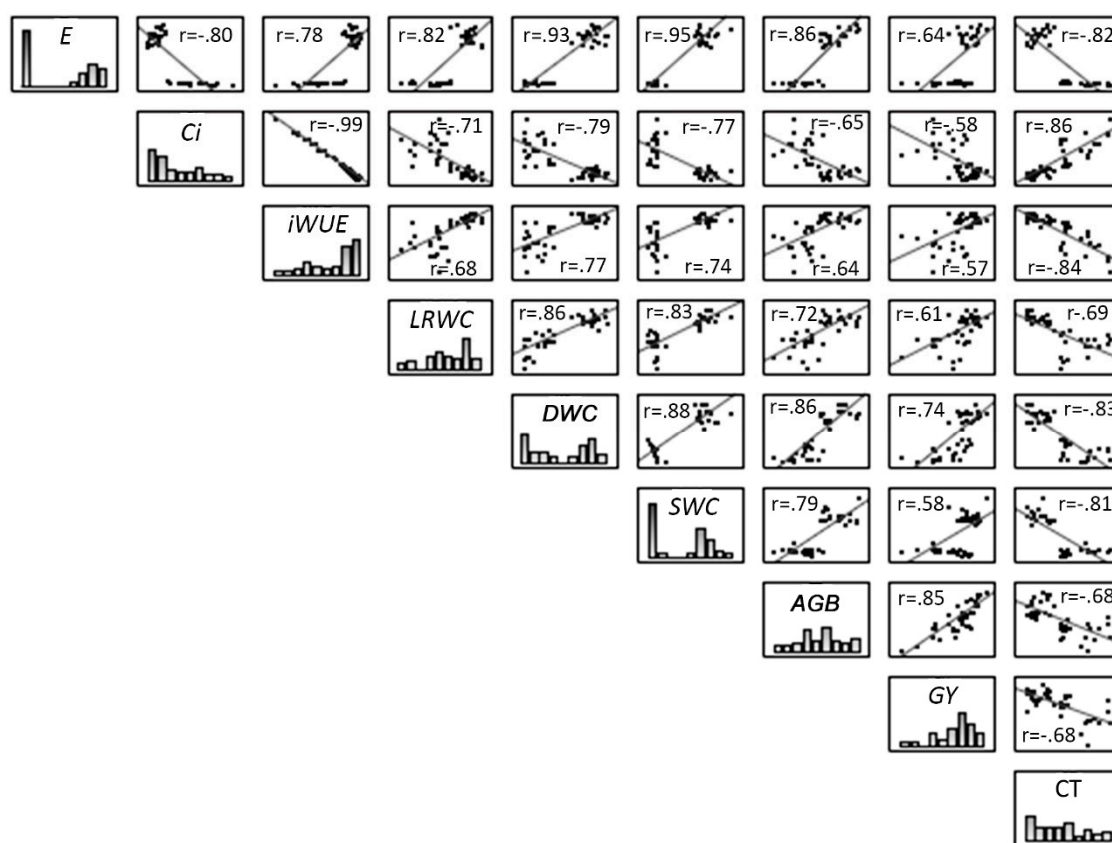 E r=-.80 r=.78 r=.82 r=.93 r=.95 r=.86 r=.64 r=-.82
Ci r=-.99 r=-.71 r=-.79 r=-.77 r=-.65 r=-.58 r=.86
iWUE r=.68 r=.77 r=.74 r=.64 r=.57 r=-.84
LRWC r=.86 r=.83 r=.72 r=.61 r-.69
DWC r=.88 r=.86 r=.74 r=-.83
SWC r=.79 r=.58 r=-.81
AGB r=.85 r=-.68
GY r=-.68
CT